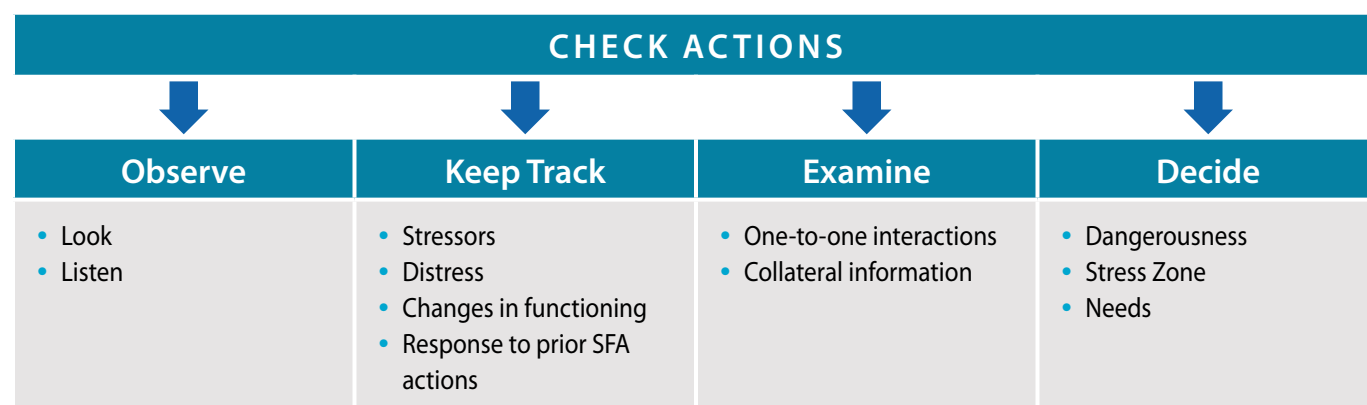 CHECK ACTIONS
Observe
• Look
• Listen
Keep Track
• Stressors
• Distress
• Changes in functioning
• Response to prior SFA
actions
Examine
• One-to-one interactions
• Collateral information
Decide
• Dangerousness
• Stress Zone
• Needs